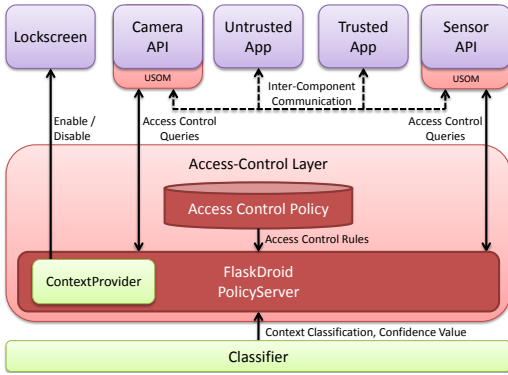 Lockscreen
Camera
API
Untrusted
App
Trusted
App
Sensor
API
USOM
USOM
Inter-Component
Communication
Enable /
Disable
Access Control
Queries
Access Control
Queries
Access-Control Layer
Access Control Policy
Access Control Rules
ContextProvider
FlaskDroid
PolicyServer
Context Classification, Confidence Value
Classifier